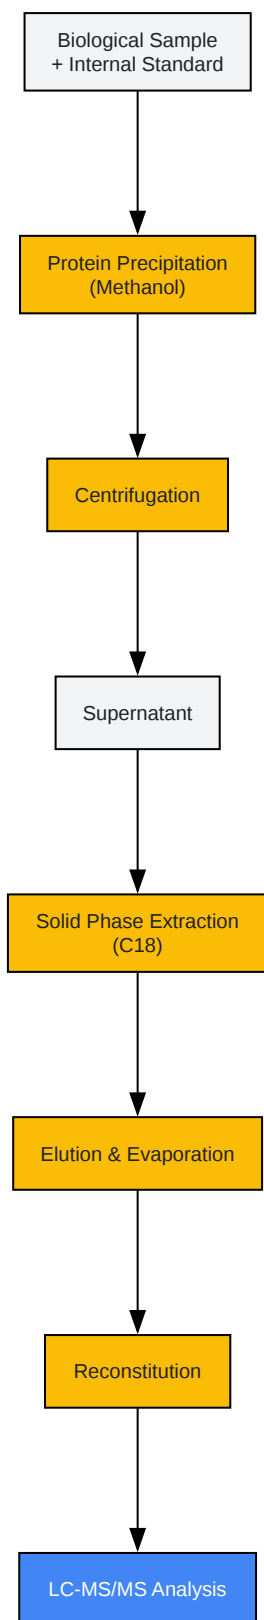 Biological Sample
+ Internal Standard
Protein Precipitation
(Methanol)
Centrifugation
Supernatant
Solid Phase Extraction
(C18)
Elution & Evaporation
Reconstitution
LC-MS/MS Analysis